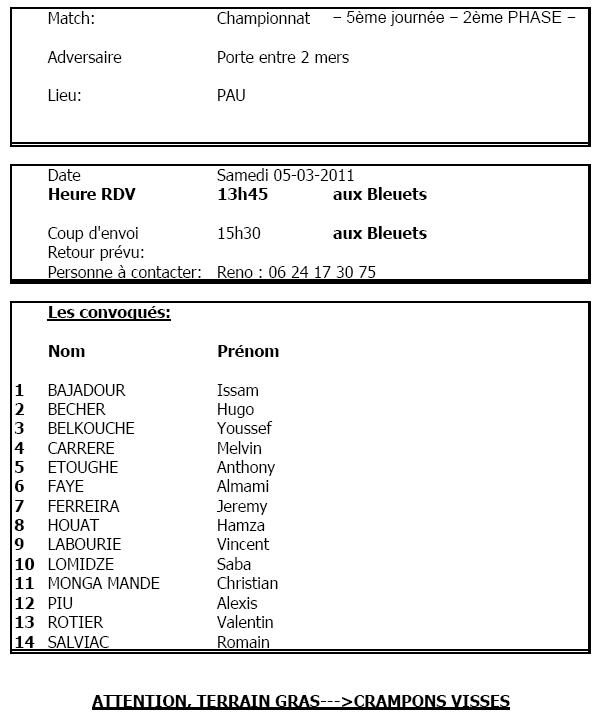 Match: Championnat – 5ème journée – 2ème PHASE –
Adversaire Porte entre 2 mers
Lieu: PAU
Date Samedi 05-03-2011
Heure RDV 13h45 aux Bleuets
Coup d'envoi 15h30 aux Bleuets
Retour prévu:
Personne à contacter: Reno : 06 24 17 30 75
Les convoqués:
Nom Prénom
1 BAJADOUR Issam
2 BECHER Hugo
3 BELKOUCHE Youssef
4 CARRERE Melvin
5 ETOUGHE Anthony
6 FAYE Almami
7 FERREIRA Jeremy
8 HOUAT Hamza
9 LABOURIE Vincent
10 LOMIDZE Saba
11 MONGA MANDE Christian
12 PIU Alexis
13 ROTIER Valentin
14 SALVIAC Romain
ATTENTION, TERRAIN GRAS--->CRAMPONS VISSES